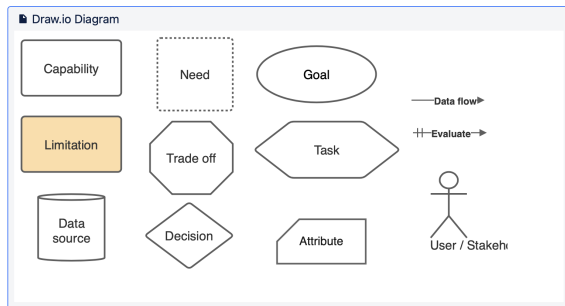 Draw.io Diagram
Capability
Need
Goal
Data flow
Limitation
Trade off
Task
Evaluate
Data
source
Decision
Attribute
User / Stakeh